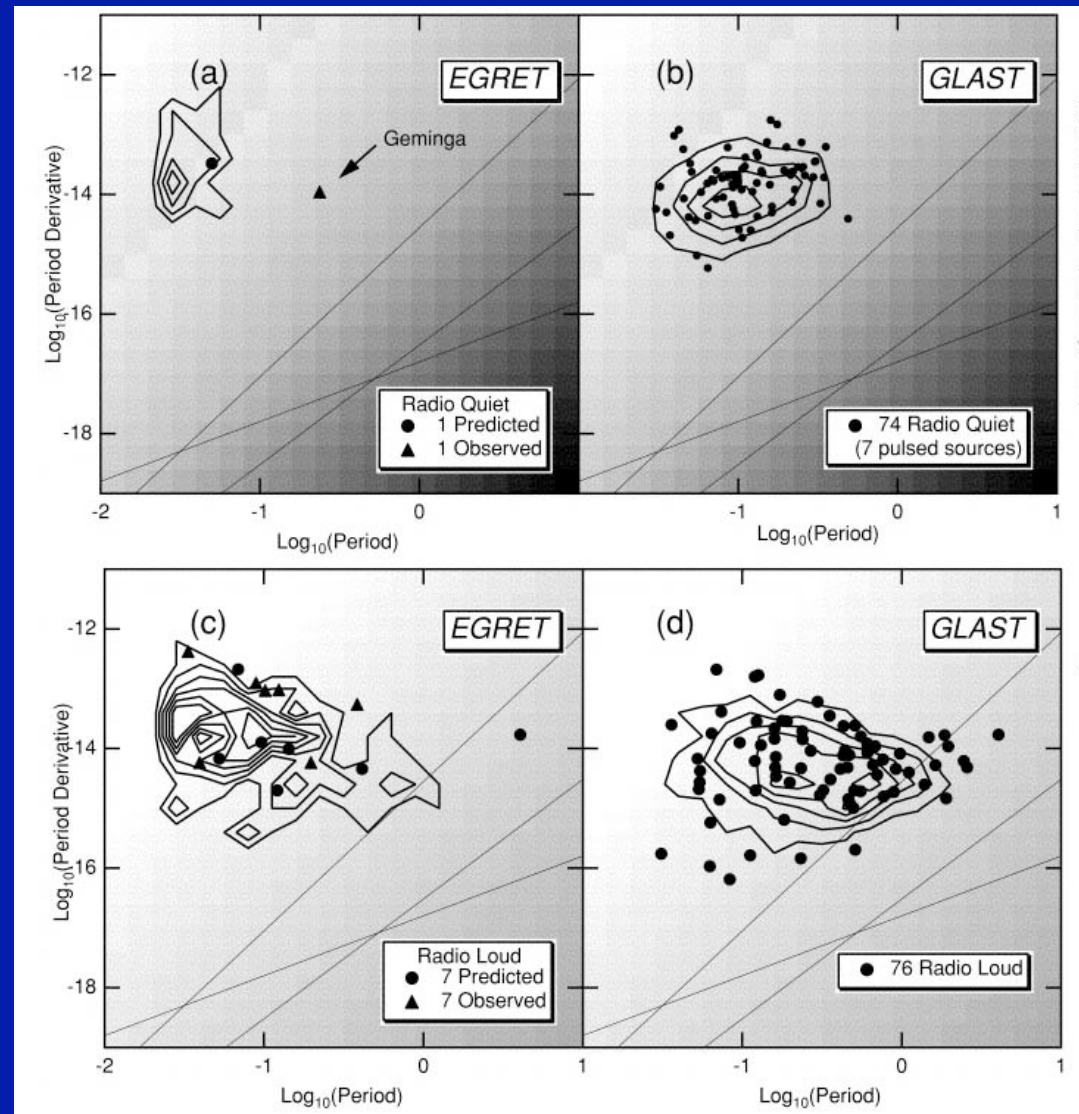 (a)
EGRET
Geminga
-12
-14
-16
-18
Log10(Period Derivative)
Radio Quiet
● 1 Predicted
▲ 1 Observed
-2
-1
0
Log10(Period)
(b)
GLAST
● 74 Radio Quiet
(7 pulsed sources)
-1
0
1
Log10(Period)
(c)
EGRET
-12
-14
-16
-18
Log10(Period Derivative)
Radio Loud
● 7 Predicted
▲ 7 Observed
-2
-1
0
1
Log10(Period)
(d)
GLAST
● 76 Radio Loud
-1
0
1
Log10(Period)